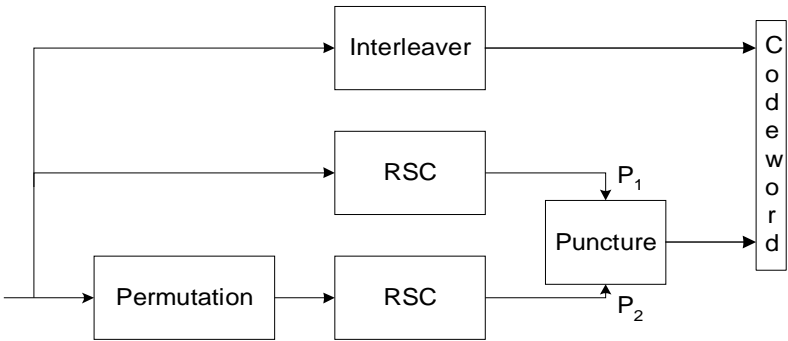 Interleaver
RSC
P1
Puncture
Permutation
RSC
P2
Codeword